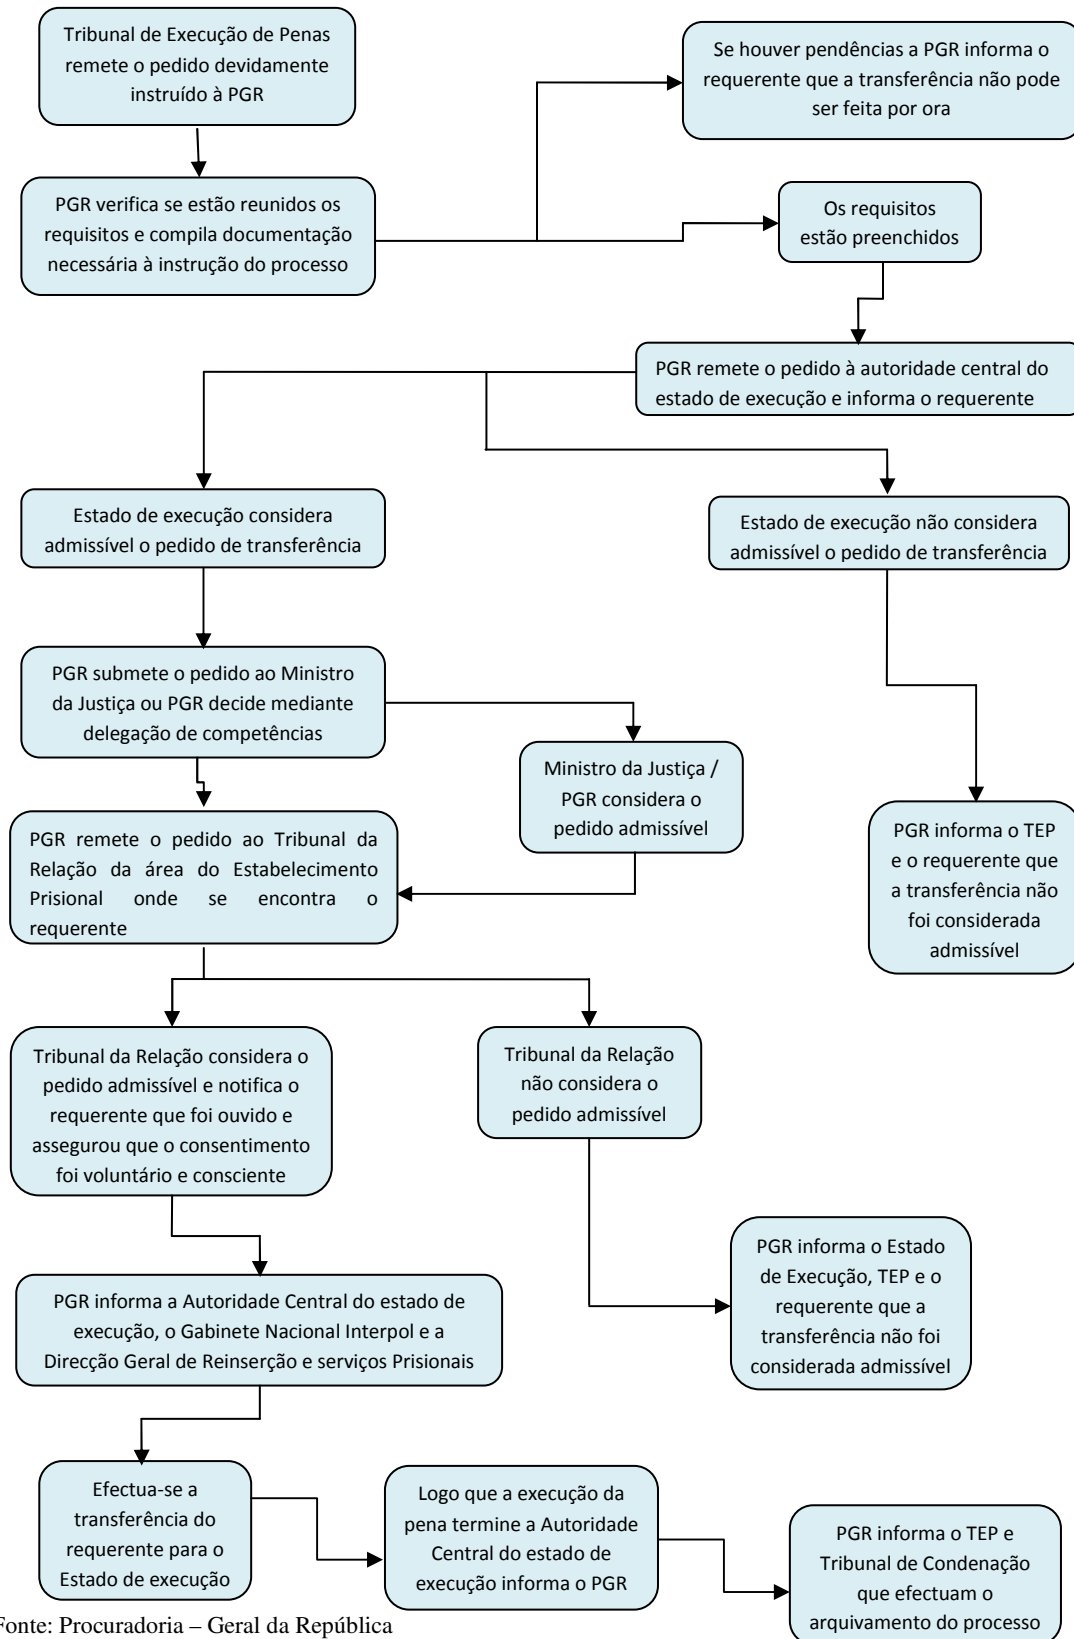 Tribunal de Execução de Penas
remete o pedido devidamente
instruído à PGR
Se houver pendências a PGR informa o
requerente que a transferência não pode
ser feita por ora
PGR verifica se estão reunidos os
requisitos e compila documentação
necessária à instrução do processo
Os requisitos
estão preenchidos
PGR remete o pedido à autoridade central do
estado de execução e informa o requerente
Estado de execução considera
admissível o pedido de transferência
Estado de execução não considera
admissível o pedido de transferência
PGR submete o pedido ao Ministro
da Justiça ou PGR decide mediante
delegação de competências
Ministro da Justiça /
PGR considera o
pedido admissível
PGR informa o TEP
e o requerente que
a transferência não
foi considerada
admissível
PGR remete o pedido ao Tribunal da
Relação da área do Estabelecimento
Prisional onde se encontra o
requerente
Tribunal da Relação considera o
pedido admissível e notifica o
requerente que foi ouvido e
assegurou que o consentimento
foi voluntário e consciente
Tribunal da Relação
não considera o
pedido admissível
PGR informa o Estado
de Execução, TEP e o
requerente que a
transferência não foi
considerada admissível
PGR informa a Autoridade Central do estado de
execução, o Gabinete Nacional Interpol e a
Direcção Geral de Reinserção e serviços Prisionais
Efectua-se a
transferência do
requerente para o
Estado de execução
Logo que a execução da
pena termine a Autoridade
Central do estado de
execução informa o PGR
PGR informa o TEP e
Tribunal de Condenação
que efectuam o
arquivamento do processo
Fonte: Procuradoria – Geral da República